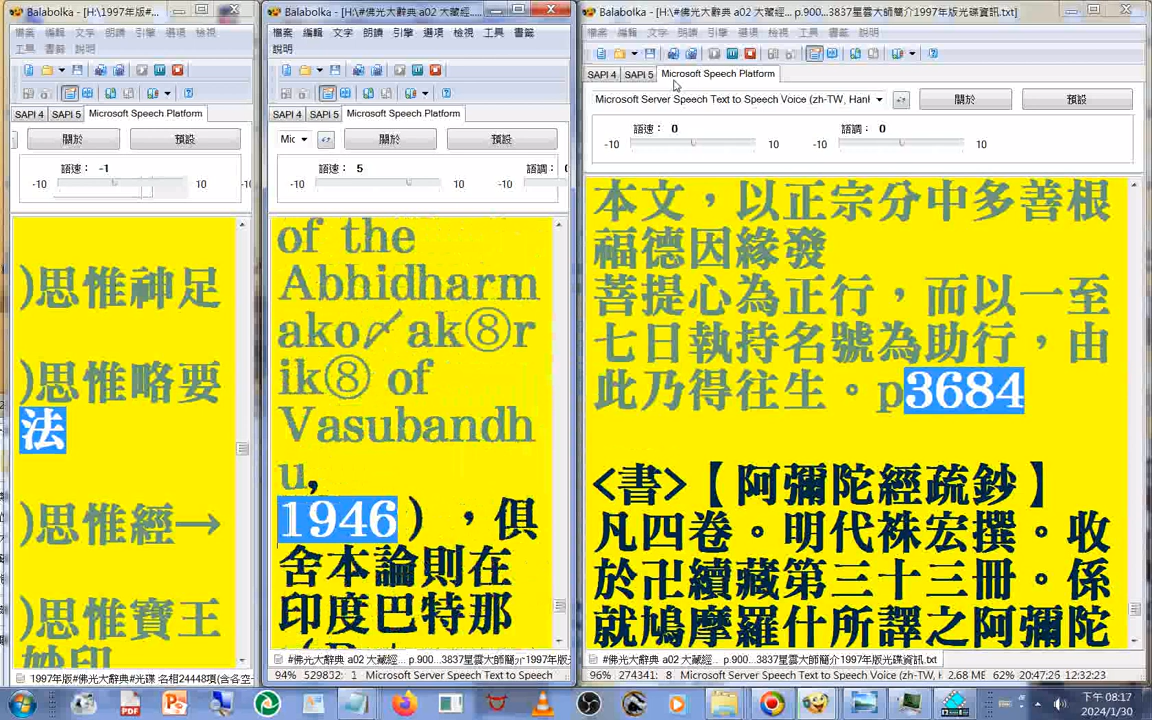 Balabolka - [H:\1997年版#...
檔案 編輯 文字 朗讀 引擎 選項 檢視
工具 書籤 說明
SAPI 4 SAPI 5 Microsoft Speech Platform
關於 預設
語速： -1
-10 10
)思惟神足
)思惟略要
法
)思惟經→
)思惟寶王
妙印
1997年版#佛光大辭典#光碟 名相24448項(含各空
Balabolka - [H:\#佛光大辭典 a02 大藏經...
檔案 編輯 文字 朗讀 引擎 選項 檢視 工具 書籤
說明
SAPI 4 SAPI 5 Microsoft Speech Platform
Mic 關於 預設
語速： 5 語調：
-10 10 -10
of the
Abhidharm
ako〆ak⑧r
ik⑧ of
Vasubandh
u,
1946），俱
舍本論則在
印度巴特那
#佛光大辭典 a02 大藏經... p.900...3837星雲大師簡介1997年版
94% 529832: 1 Microsoft Server Speech Text to Speech
Balabolka - [H:\#佛光大辭典 a02 大藏經... p.900...3837星雲大師簡介1997年版光碟資訊.txt]
檔案 編輯 文字 朗讀 引擎 選項 檢視 工具 書籤 說明
SAPI 4 SAPI 5 Microsoft Speech Platform
Microsoft Server Speech Text to Speech Voice (zh-TW, HanH 關於 預設
語速： 0 語調： 0
-10 10 -10 10
本文，以正宗分中多善根
福德因緣發
菩提心為正行，而以一至
七日執持名號為助行，由
此乃得往生。p3684
<書>【阿彌陀經疏鈔】
凡四卷。明代袾宏撰。收
於卍續藏第三十三冊。係
就鳩摩羅什所譯之阿彌陀
#佛光大辭典 a02 大藏經... p.900...3837星雲大師簡介1997年版光碟資訊.txt
96% 274341: 8 Microsoft Server Speech Text to Speech Voice (zh-TW, H 2.68 ME 62% 20:47:26 12:32:23
下午 08:17
2024/1/30